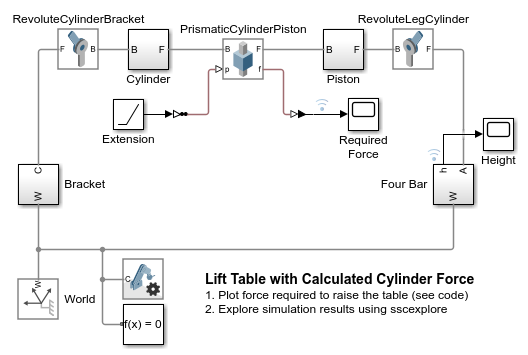 RevoluteCylinderBracket
PrismaticCylinderPiston
RevoluteLegCylinder
F B
B F
B F
p f
B F
B F
Cylinder
Piston
Extension
Required
Force
Height
C
W
Bracket
Four Bar
h A
W
W
World
C
f(x) = 0
Lift Table with Calculated Cylinder Force
1. Plot force required to raise the table (see code)
2. Explore simulation results using sscexplore